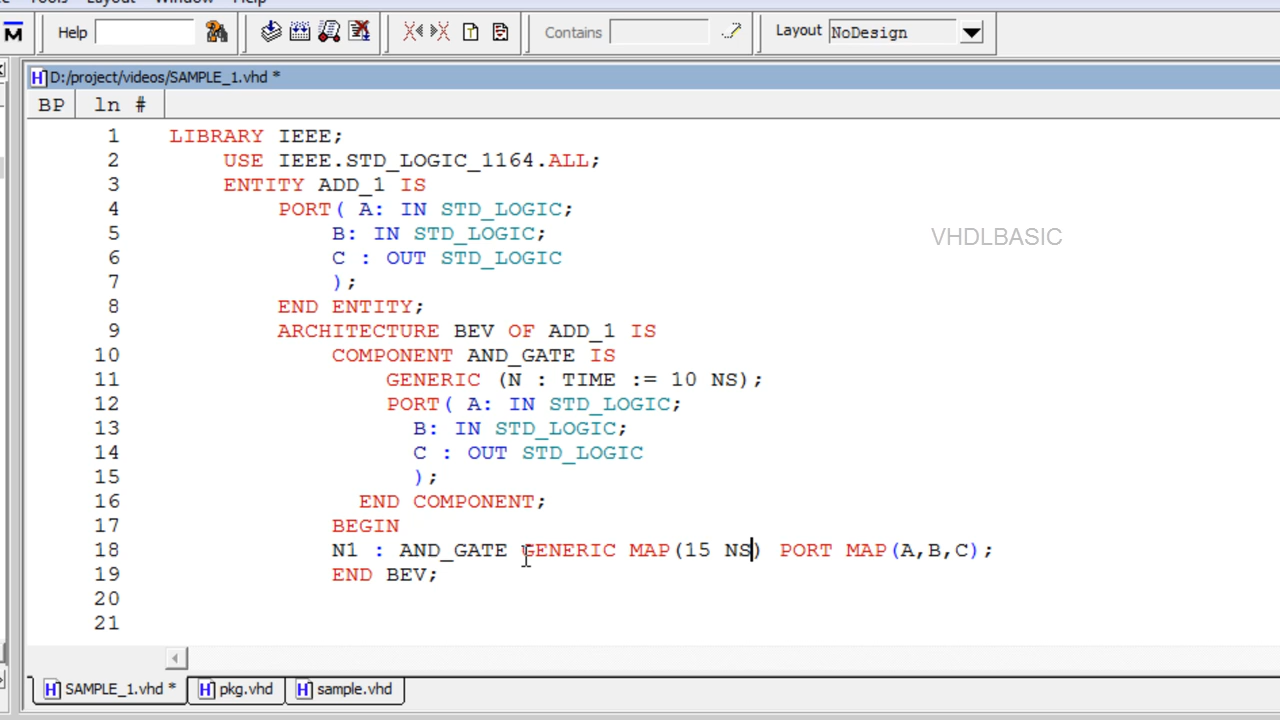 Tools Layout Window Help
M Help Contains Layout NoDesign
D:/project/videos/SAMPLE_1.vhd *
BP ln #
1 LIBRARY IEEE;
2 USE IEEE.STD_LOGIC_1164.ALL;
3 ENTITY ADD_1 IS
4 PORT( A: IN STD_LOGIC;
VHDLBASIC
5 B: IN STD_LOGIC;
6 C : OUT STD_LOGIC
7 );
8 END ENTITY;
9 ARCHITECTURE BEV OF ADD_1 IS
10 COMPONENT AND_GATE IS
11 GENERIC (N : TIME := 10 NS);
12 PORT( A: IN STD_LOGIC;
13 B: IN STD_LOGIC;
14 C : OUT STD_LOGIC
15 );
16 END COMPONENT;
17 BEGIN
18 N1 : AND_GATE GENERIC MAP(15 NS) PORT MAP(A,B,C);
19 END BEV;
20
21
SAMPLE_1.vhd * pkg.vhd sample.vhd